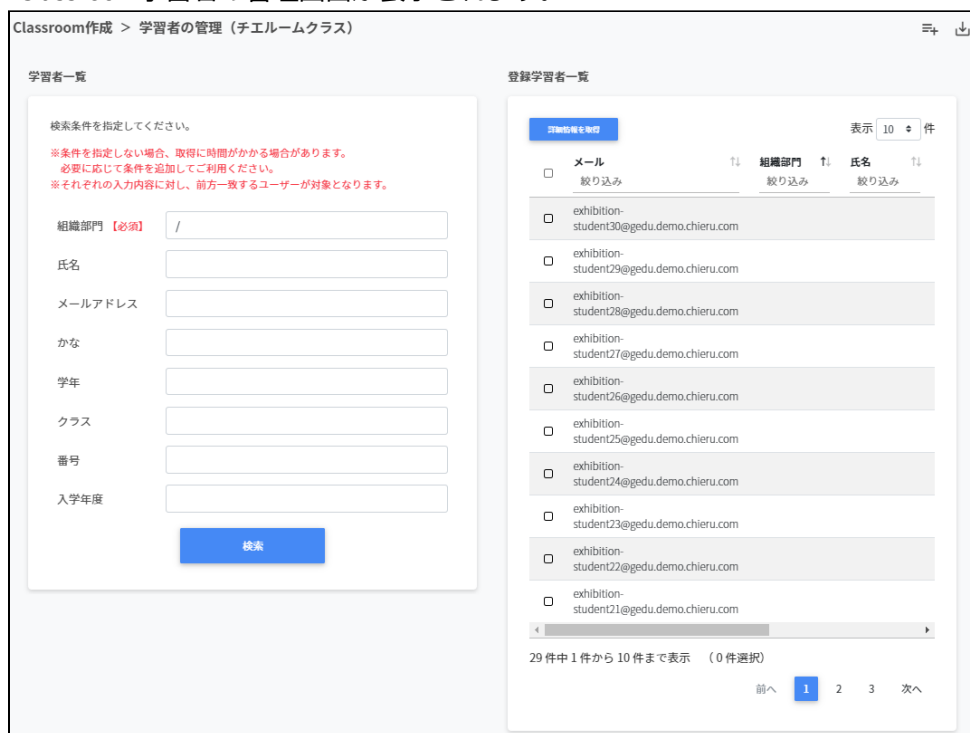 Classroom作成 > 学習者の管理（チエルームクラス）
学習者一覧
検索条件を指定してください。
※条件を指定しない場合、取得に時間がかかる場合があります。
必要に応じて条件を追加してご利用ください。
※それぞれの入力内容に対し、前方一致するユーザーが対象となります。
組織部門 【必須】 /
氏名
メールアドレス
かな
学年
クラス
番号
入学年度
検索
登録学習者一覧
詳細情報を取得 表示 10 件
メール 組織部門 氏名
絞り込み 絞り込み 絞り込み
exhibition-
student30@gedu.demo.chieru.com
exhibition-
student29@gedu.demo.chieru.com
exhibition-
student28@gedu.demo.chieru.com
exhibition-
student27@gedu.demo.chieru.com
exhibition-
student26@gedu.demo.chieru.com
exhibition-
student25@gedu.demo.chieru.com
exhibition-
student24@gedu.demo.chieru.com
exhibition-
student23@gedu.demo.chieru.com
exhibition-
student22@gedu.demo.chieru.com
exhibition-
student21@gedu.demo.chieru.com
29 件中 1 件から 10 件まで表示 （ 0 件選択）
前へ 1 2 3 次へ